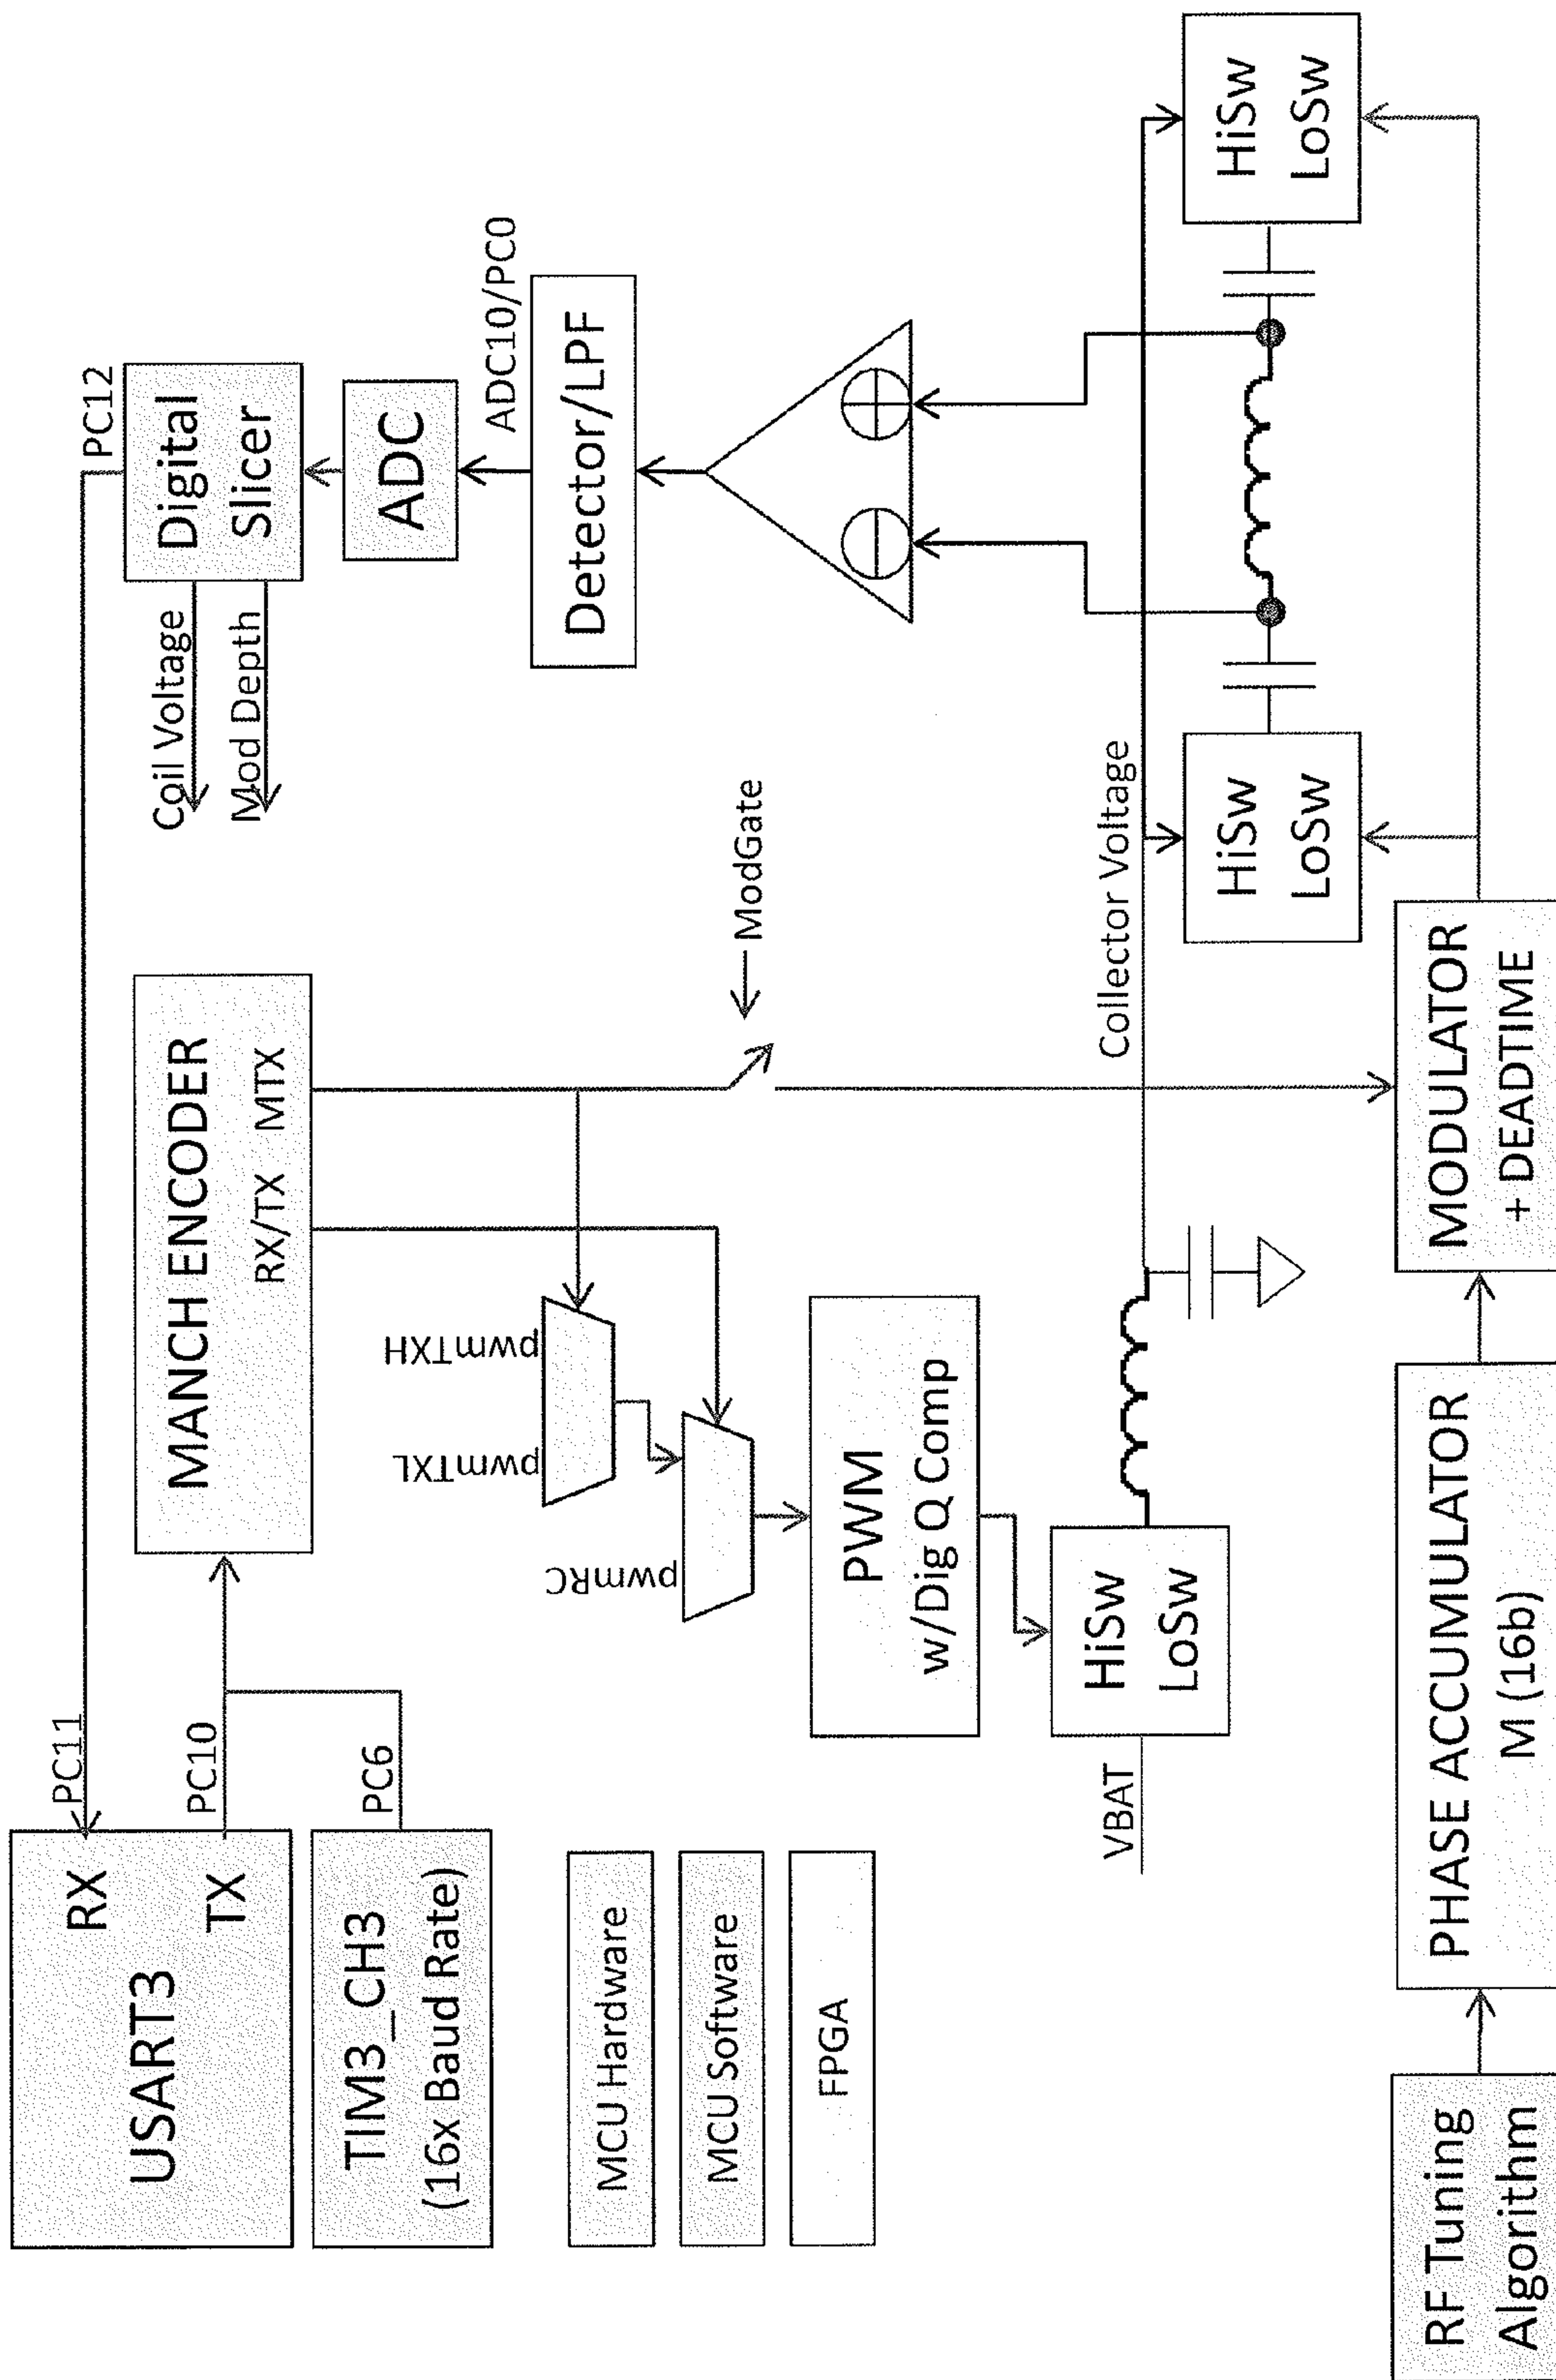 USART3
RX
TX
PC11
PC10
PC6
TIM3_CH3
(16x Baud Rate)
MANCH ENCODER
RX/TX MTX
PC12
Digital
Slicer
Coil Voltage
Mod Depth
ADC
ADC10/PC0
Detector/LPF
pwmTXL
pwmTXH
pwmRC
ModGate
MCU Hardware
MCU Software
FPGA
PWM
w/Dig Q Comp
VBAT
HiSw
LoSw
Collector Voltage
HiSw
LoSw
HiSw
LoSw
RF Tuning
Algorithm
PHASE ACCUMULATOR
M (16b)
MODULATOR
+ DEADTIME